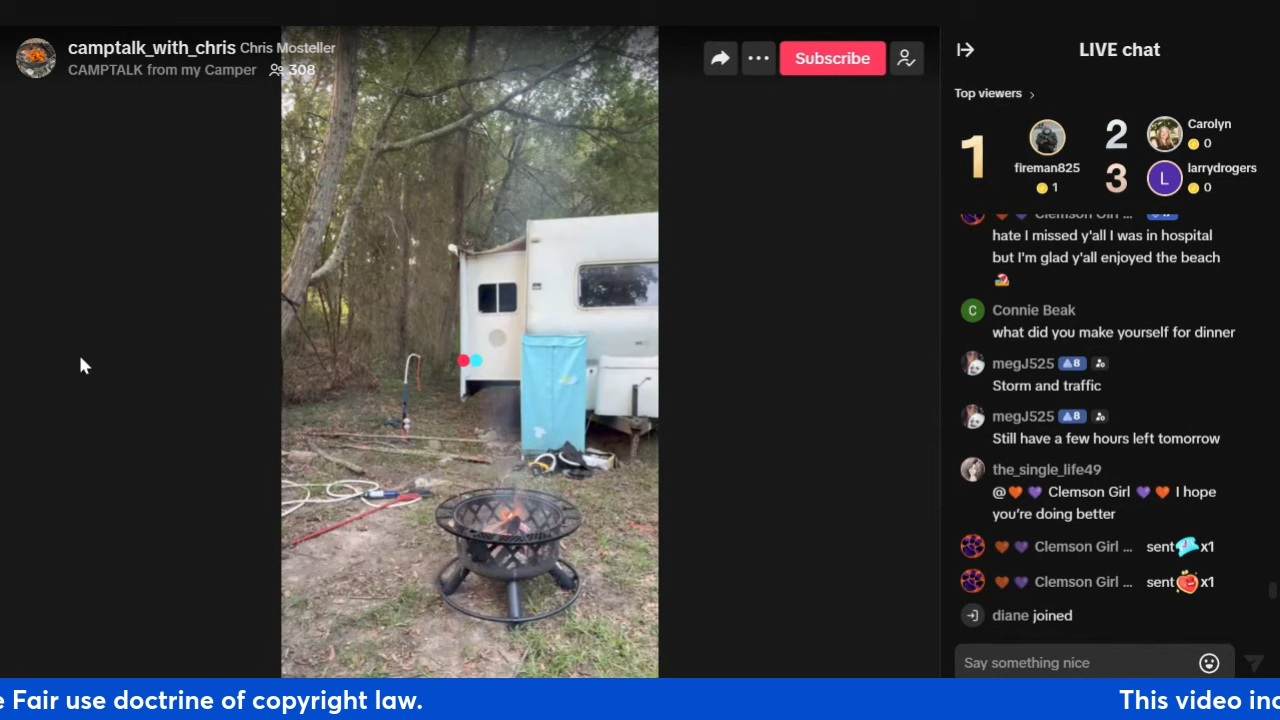 camptalk_with_chris Chris Mosteller
CAMPTALK from my Camper 308
Subscribe
LIVE chat
Top viewers
1
fireman825
1
2
Carolyn
0
3
L
larrydrogers
0
Clemson Girl ...
hate I missed y'all I was in hospital
but I'm glad y'all enjoyed the beach
C
Connie Beak
what did you make yourself for dinner
megJ525 8
Storm and traffic
megJ525 8
Still have a few hours left tomorrow
the_single_life49
@🧡 💜 Clemson Girl 💜 🧡 I hope
you're doing better
🧡 💜 Clemson Girl ... sent x1
🧡 💜 Clemson Girl ... sent x1
diane joined
Say something nice
e Fair use doctrine of copyright law.
This video inc